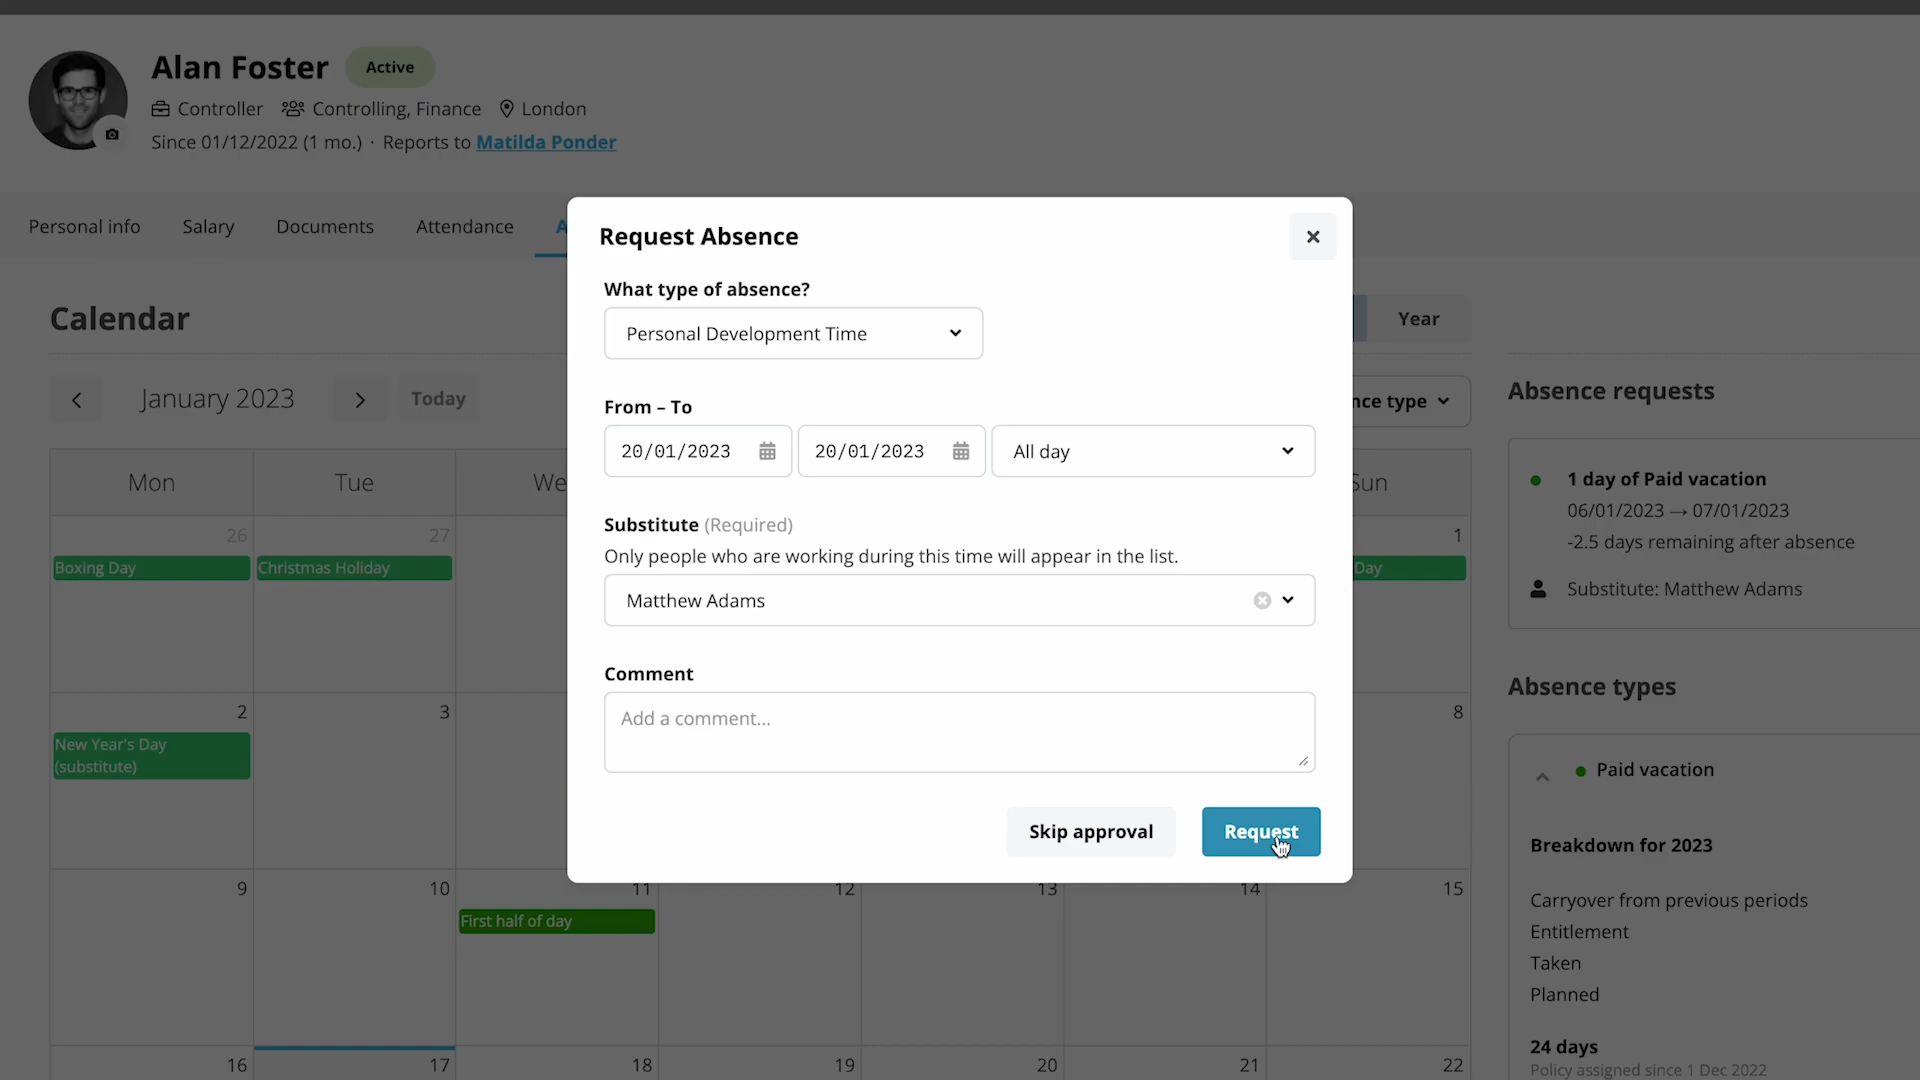 Alan Foster
Active
Controller
Controlling, Finance
London
Since 01/12/2022 (1 mo.) · Reports to Matilda Ponder
Personal info
Salary
Documents
Attendance
A
Calendar
Year
January 2023
Today
nce type
Mon
Tue
We
Sun
26
27
1
Boxing Day
Christmas Holiday
Day
2
3
8
New Year's Day
(substitute)
9
10
11
12
13
14
15
First half of day
16
17
18
19
20
21
22
Request Absence
What type of absence?
Personal Development Time
From – To
20/01/2023
20/01/2023
All day
Substitute (Required)
Only people who are working during this time will appear in the list.
Matthew Adams
Comment
Add a comment...
Skip approval
Request
Absence requests
1 day of Paid vacation
06/01/2023 → 07/01/2023
-2.5 days remaining after absence
Substitute: Matthew Adams
Absence types
Paid vacation
Breakdown for 2023
Carryover from previous periods
Entitlement
Taken
Planned
24 days
Policy assigned since 1 Dec 2022